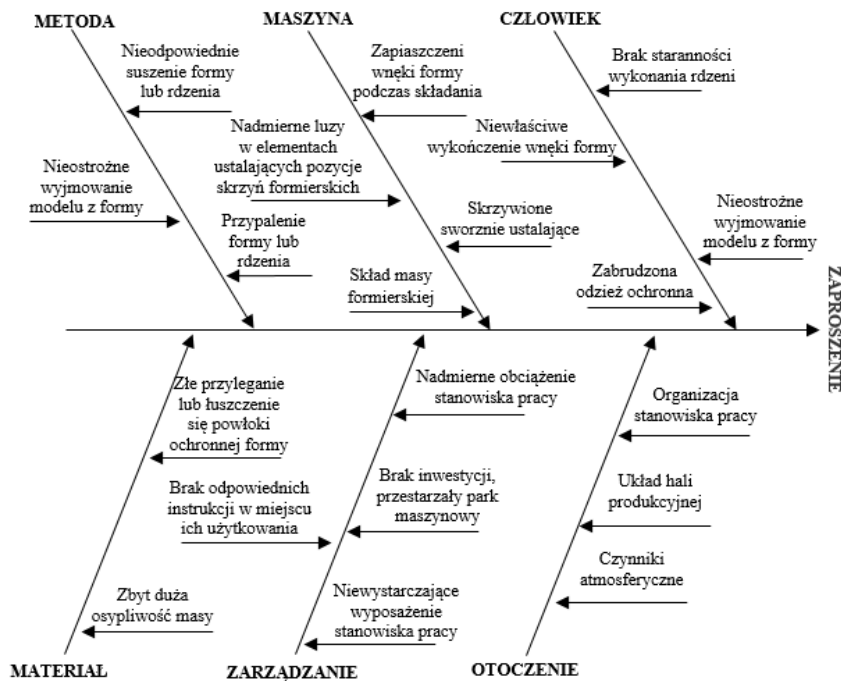 METODA
MASZYNA
CZŁOWIEK
Nieodpowiednie
suszenie formy
lub rdzenia
Nieostrożne
wyjmowanie
modelu z formy
Przypalenie
formy lub
rdzenia
Zapiaszczeni
wnęki formy
podczas składania
Nadmierne luzy
w elementach
ustalających pozycje
skrzyń formierskich
Skrzywione
sworznie ustalające
Skład masy
formierskiej
Brak staranności
wykonania rdzeni
Niewłaściwe
wykończenie wnęki formy
Nieostrożne
wyjmowanie
modelu z formy
Zabrudzona
odzież ochronna
ZAPROSZENIE
Złe przyleganie
lub łuszczenie
się powłoki
ochronnej formy
Zbyt duża
osypliwość masy
Nadmierne obciążenie
stanowiska pracy
Brak odpowiednich
instrukcji w miejscu
ich użytkowania
Brak inwestycji,
przestarzały park
maszynowy
Niewystarczające
wyposażenie
stanowiska pracy
Organizacja
stanowiska pracy
Układ hali
produkcyjnej
Czynniki
atmosferyczne
MATERIAŁ
ZARZĄDZANIE
OTOCZENIE